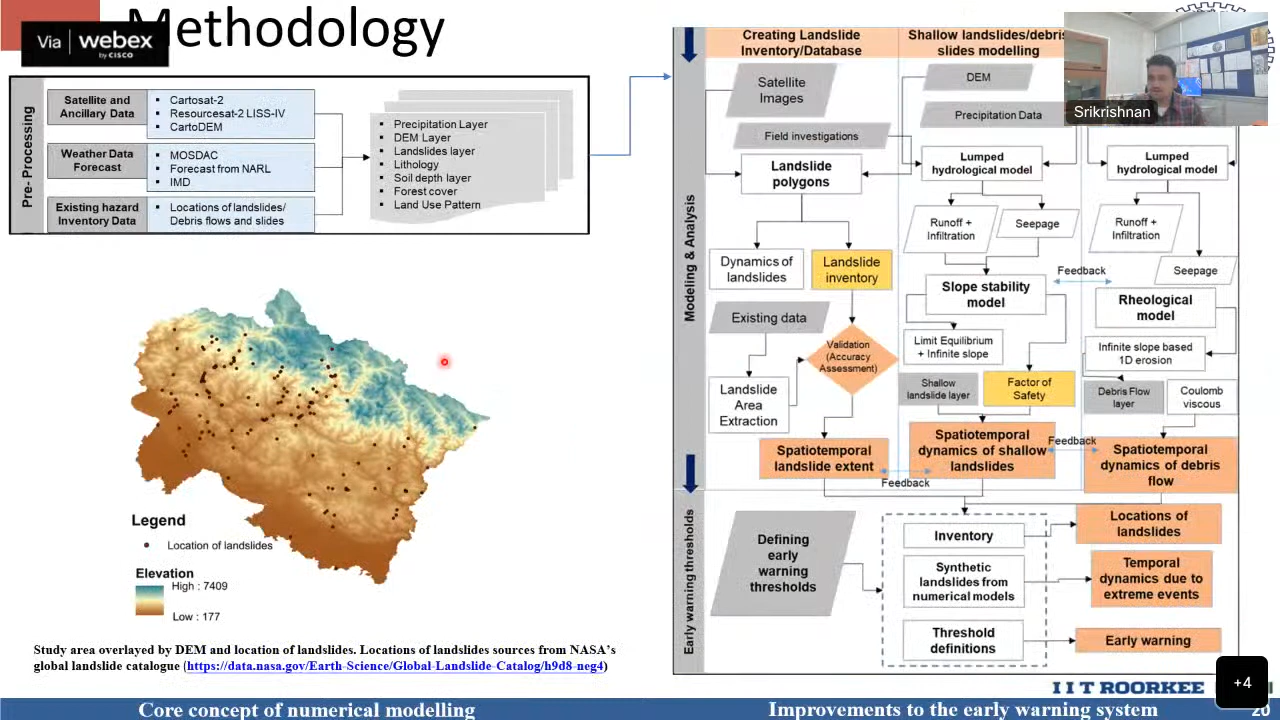 Methodology
Via webex
by CISCO
Pre- Processing
Satellite and
Ancillary Data
▪ Cartosat-2
▪ Resourcesat-2 LISS-IV
▪ CartoDEM
Weather Data
Forecast
▪ MOSDAC
▪ Forecast from NARL
▪ IMD
Existing hazard
Inventory Data
▪ Locations of landslides/
Debris flows and slides
▪ Precipitation Layer
▪ DEM Layer
▪ Landslides layer
▪ Lithology
▪ Soil depth layer
▪ Forest cover
▪ Land Use Pattern
Legend
Location of landslides
Elevation
High : 7409
Low : 177
Study area overlayed by DEM and location of landslides. Locations of landslides sources from NASA's
global landslide catalogue (https://data.nasa.gov/Earth-Science/Global-Landslide-Catalog/h9d8-neg4)
Modeling & Analysis
Creating Landslide
Inventory/Database
Satellite
Images
Field investigations
Landslide
polygons
Dynamics of
landslides
Landslide
inventory
Existing data
Validation
(Accuracy
Assessment)
Landslide
Area
Extraction
Spatiotemporal
landslide extent
Feedback
Shallow landslides/debris
slides modelling
DEM
Precipitation Data
Lumped
hydrological model
Runoff +
Infiltration
Seepage
Slope stability
model
Feedback
Limit Equilibrium
+ Infinite slope
Shallow
landslide layer
Factor of
Safety
Spatiotemporal
dynamics of shallow
landslides
Feedback
Srikrishnan
Lumped
hydrological model
Runoff +
Infiltration
Seepage
Rheological
model
Infinite slope based
1D erosion
Debris Flow
layer
Coulomb
viscous
Spatiotemporal
dynamics of debris
flow
Early warning thresholds
Defining
early
warning
thresholds
Inventory
Synthetic
landslides from
numerical models
Threshold
definitions
Locations of
landslides
Temporal
dynamics due to
extreme events
Early warning
+4
I I T ROORKEE
Core concept of numerical modelling
Improvements to the early warning system
20